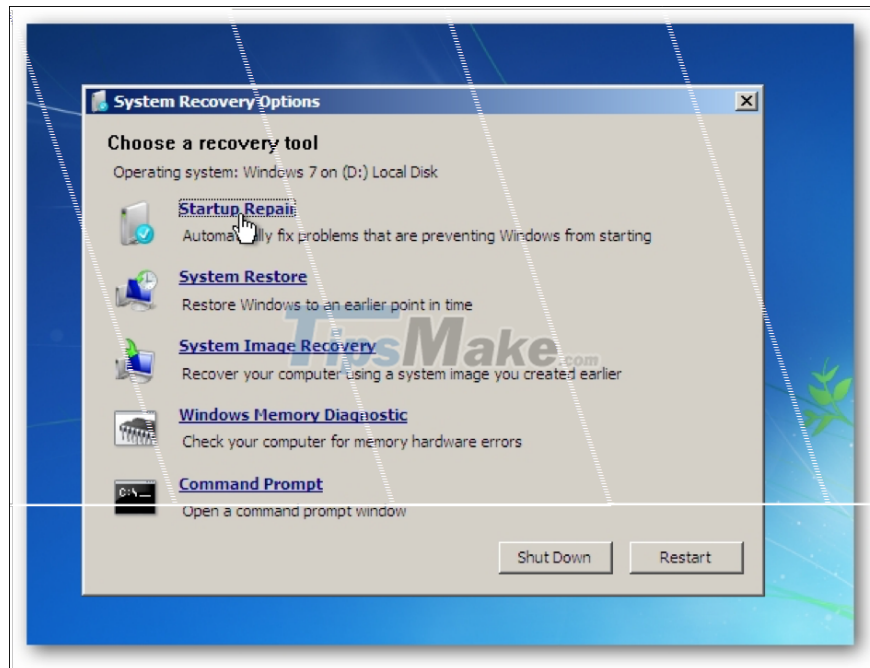 System Recovery Options
Choose a recovery tool
Operating system: Windows 7 on (D:) Local Disk
Startup Repair
Automatically fix problems that are preventing Windows from starting
System Restore
Restore Windows to an earlier point in time
System Image Recovery
TipsMake.com
Recover your computer using a system image you created earlier
Windows Memory Diagnostic
Check your computer for memory hardware errors
C:\_
Command Prompt
Open a command prompt window
Shut Down Restart